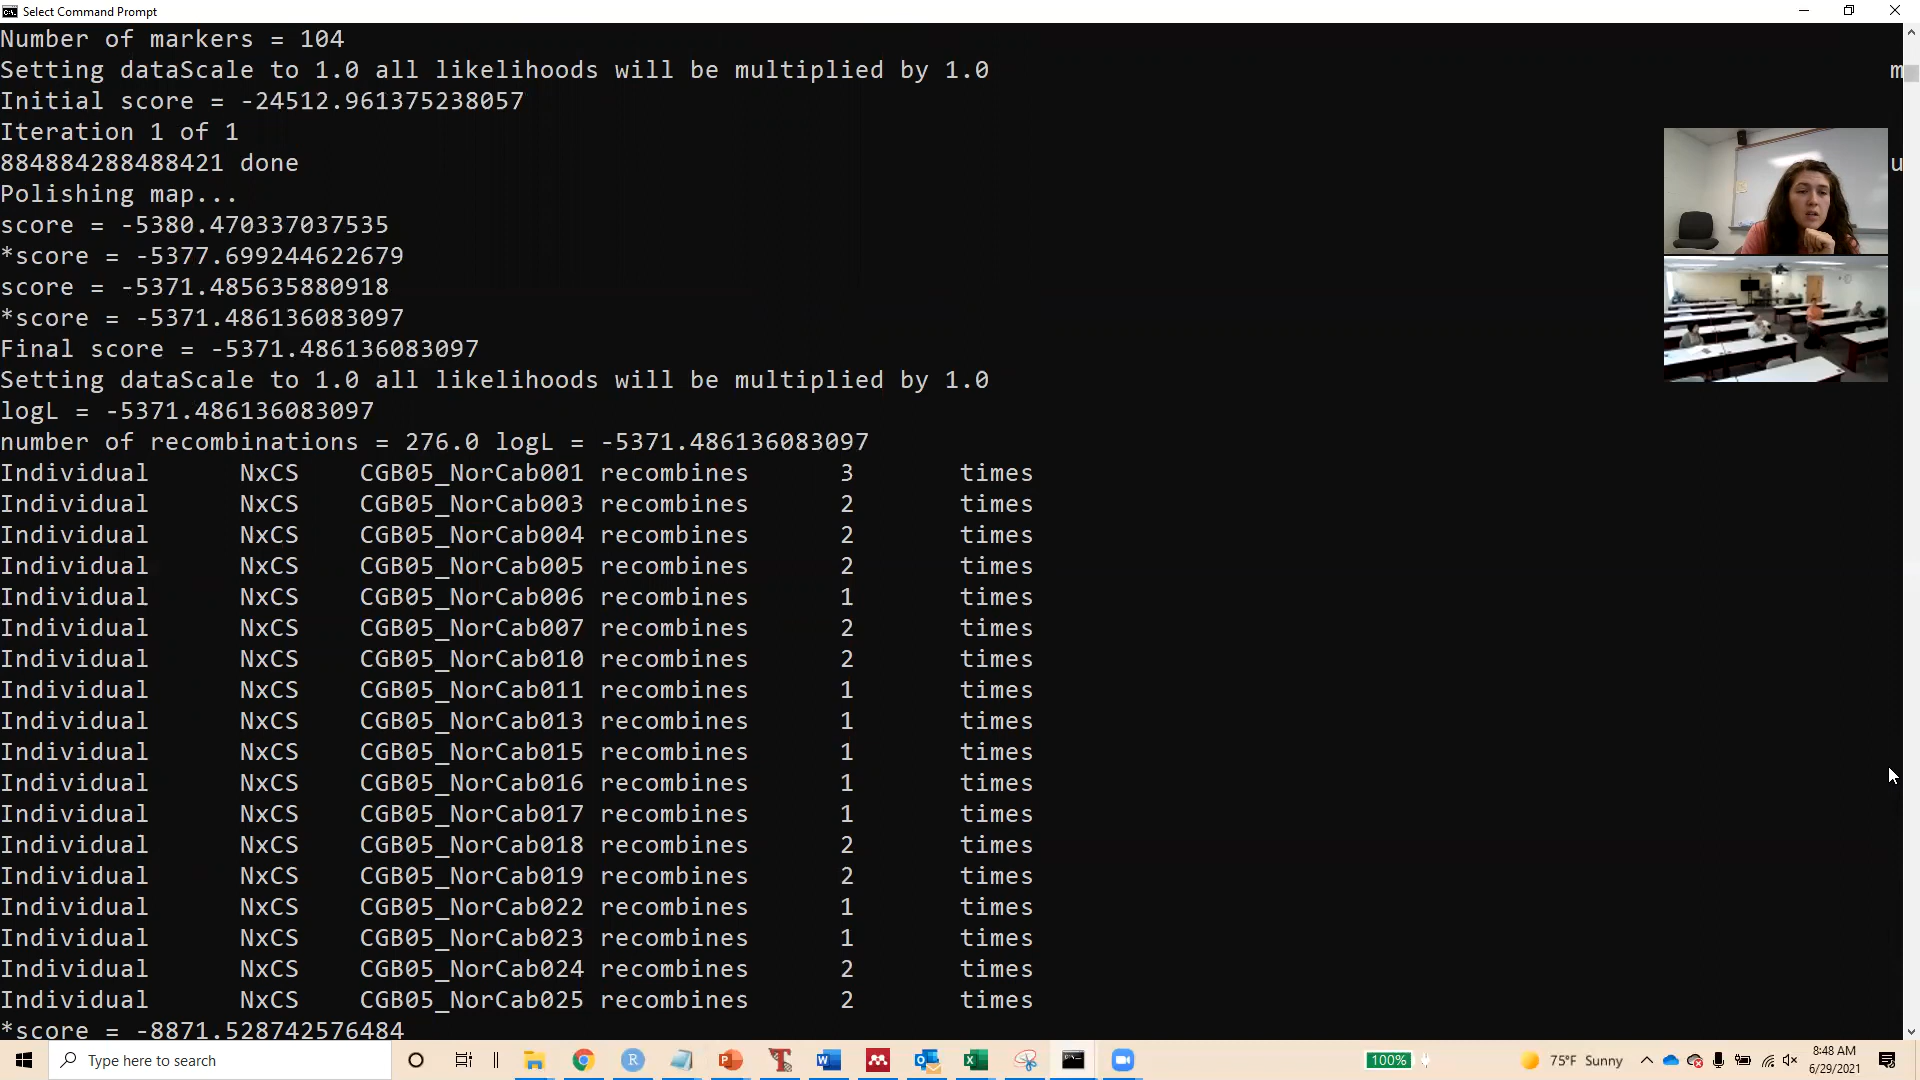 Select Command Prompt
Number of markers = 104
Setting dataScale to 1.0 all likelihoods will be multiplied by 1.0
m
Initial score = -24512.961375238057
Iteration 1 of 1
884884288488421 done
u
Polishing map...
score = -5380.470337037535
*score = -5377.699244622679
score = -5371.485635880918
*score = -5371.486136083097
Final score = -5371.486136083097
Setting dataScale to 1.0 all likelihoods will be multiplied by 1.0
logL = -5371.486136083097
number of recombinations = 276.0 logL = -5371.486136083097
Individual NxCS CGB05_NorCab001 recombines 3 times
Individual NxCS CGB05_NorCab003 recombines 2 times
Individual NxCS CGB05_NorCab004 recombines 2 times
Individual NxCS CGB05_NorCab005 recombines 2 times
Individual NxCS CGB05_NorCab006 recombines 1 times
Individual NxCS CGB05_NorCab007 recombines 2 times
Individual NxCS CGB05_NorCab010 recombines 2 times
Individual NxCS CGB05_NorCab011 recombines 1 times
Individual NxCS CGB05_NorCab013 recombines 1 times
Individual NxCS CGB05_NorCab015 recombines 1 times
Individual NxCS CGB05_NorCab016 recombines 1 times
Individual NxCS CGB05_NorCab017 recombines 1 times
Individual NxCS CGB05_NorCab018 recombines 2 times
Individual NxCS CGB05_NorCab019 recombines 2 times
Individual NxCS CGB05_NorCab022 recombines 1 times
Individual NxCS CGB05_NorCab023 recombines 1 times
Individual NxCS CGB05_NorCab024 recombines 2 times
Individual NxCS CGB05_NorCab025 recombines 2 times
*score = -8871.528742576484
Type here to search
100%
75°F Sunny
8:48 AM
6/29/2021